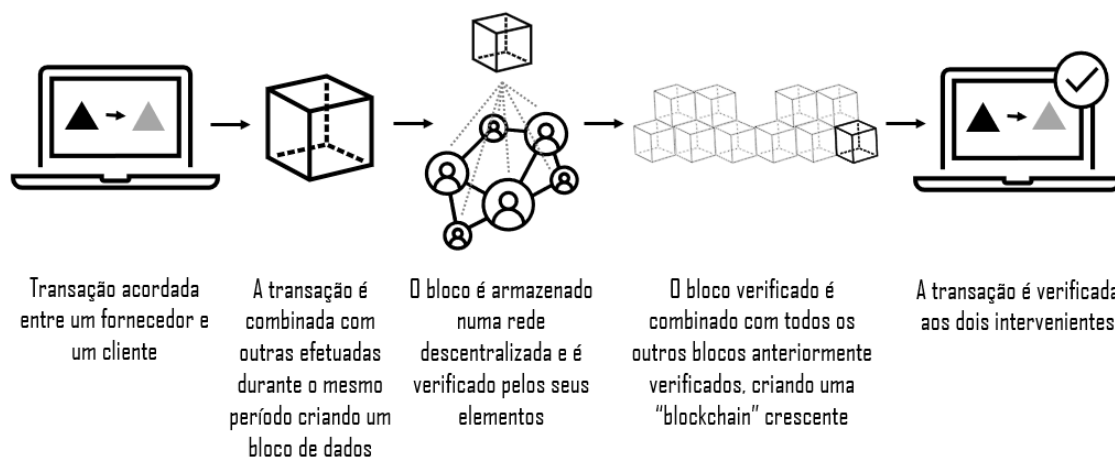 Transação acordada
entre um fornecedor e
um cliente
A transação é
combinada com
outras efetuadas
durante o mesmo
período criando um
bloco de dados
O bloco é armazenado
numa rede
descentralizada e é
verificado pelos seus
elementos
O bloco verificado é
combinado com todos os
outros blocos anteriormente
verificados, criando uma
“blockchain” crescente
A transação é verificada
aos dois intervenientes